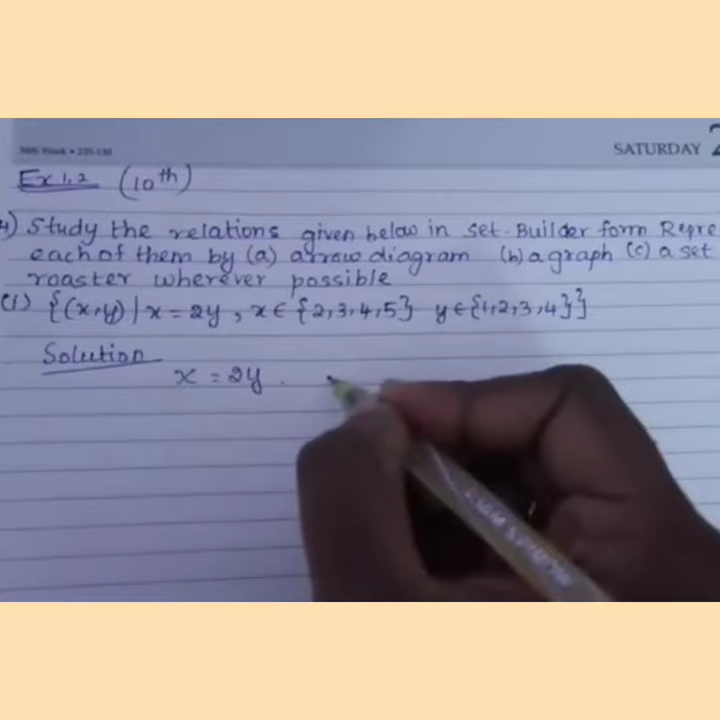 SATURDAY 2
Ex 1.2 (10th)
4) Study the relations given below in set-Builder form Repre
each of them by (a) arrow diagram (b) a graph (c) a set
roaster wherever possible
(i) {(x,y) | x = 2y, x ∈ {2,3,4,5} y ∈ {1,2,3,4}}
Solution
x = 2y.